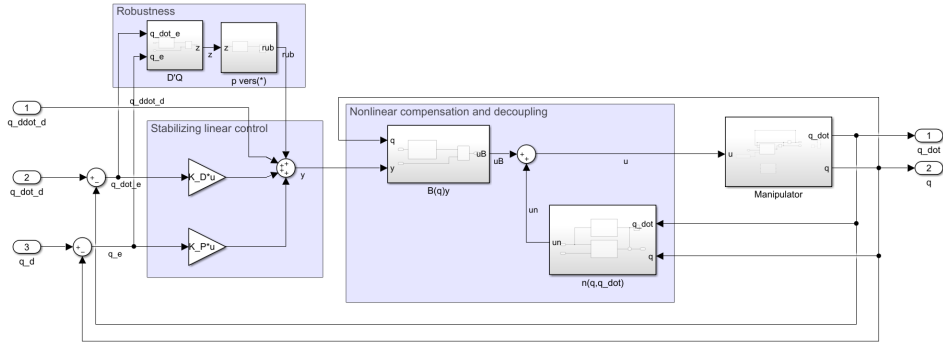 Robustness
q_dot_e
q_e
z
D'Q
z
z
rub
p vers(*)
rub
1
q_ddot_d
q_ddot_d
Stabilizing linear control
2
q_dot_d
q_dot_e
K_D*u
y
3
q_d
q_e
K_P*u
Nonlinear compensation and decoupling
q
y
uB
B(q)y
uB
u
un
un
q_dot
q
n(q,q_dot)
u
q_dot
q
Manipulator
1
q_dot
2
q